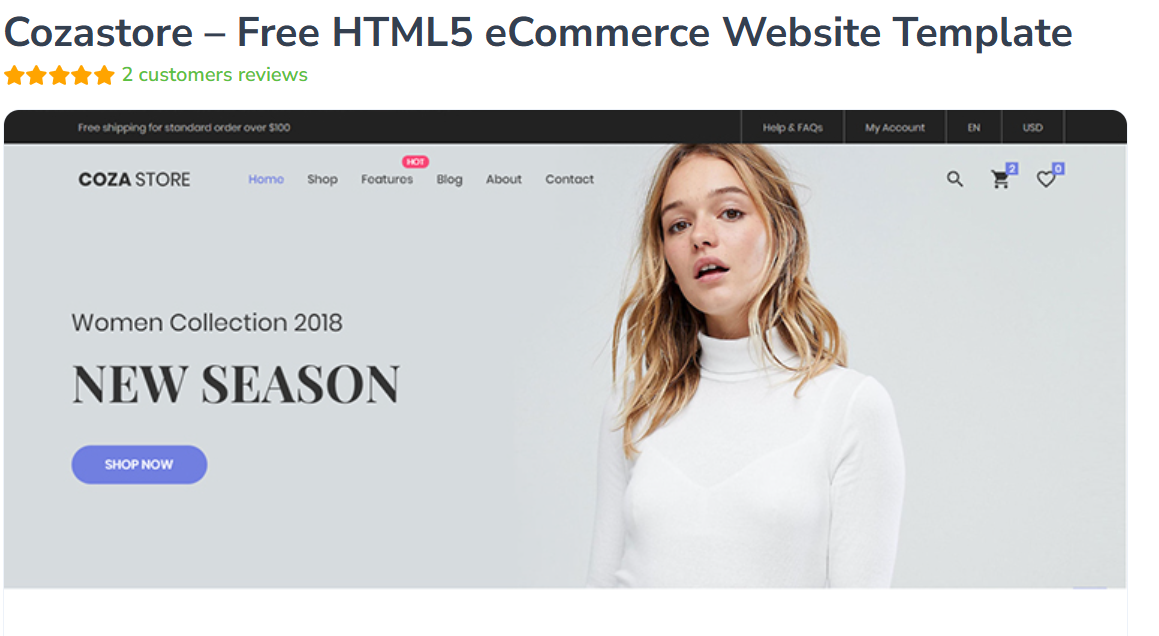 Cozastore – Free HTML5 eCommerce Website Template
2 customers reviews
Free shipping for standard order over $100 Help & FAQs My Account EN USD
HOT
COZA STORE Home Shop Features Blog About Contact 2 0
Women Collection 2018
NEW SEASON
SHOP NOW